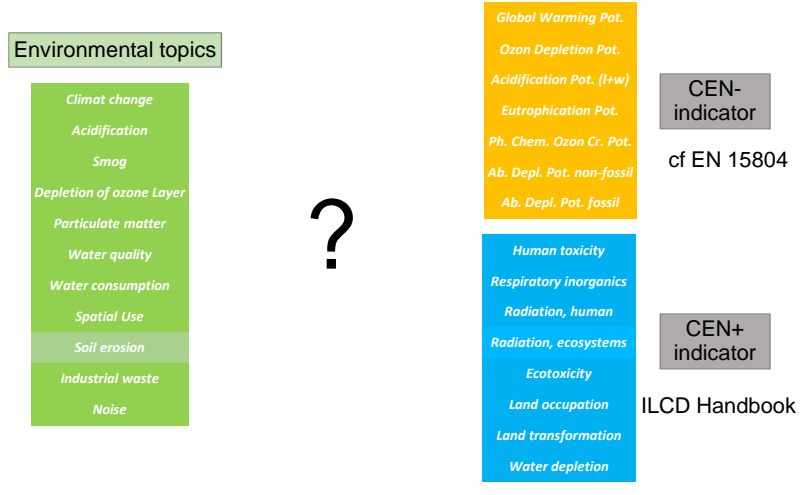 Environmental topics
Climat change
Acidification
Smog
Depletion of ozone Layer
Particulate matter
Water quality
Water consumption
Spatial Use
Soil erosion
Industrial waste
Noise
?
Global Warming Pot.
Ozon Depletion Pot.
Acidification Pot. (l+w)
Eutrophication Pot.
Ph. Chem. Ozon Cr. Pot.
Ab. Depl. Pot. non-fossil
Ab. Depl. Pot. fossil
CEN-
indicator
cf EN 15804
Human toxicity
Respiratory inorganics
Radiation, human
Radiation, ecosystems
Ecotoxicity
Land occupation
Land transformation
Water depletion
CEN+
indicator
ILCD Handbook